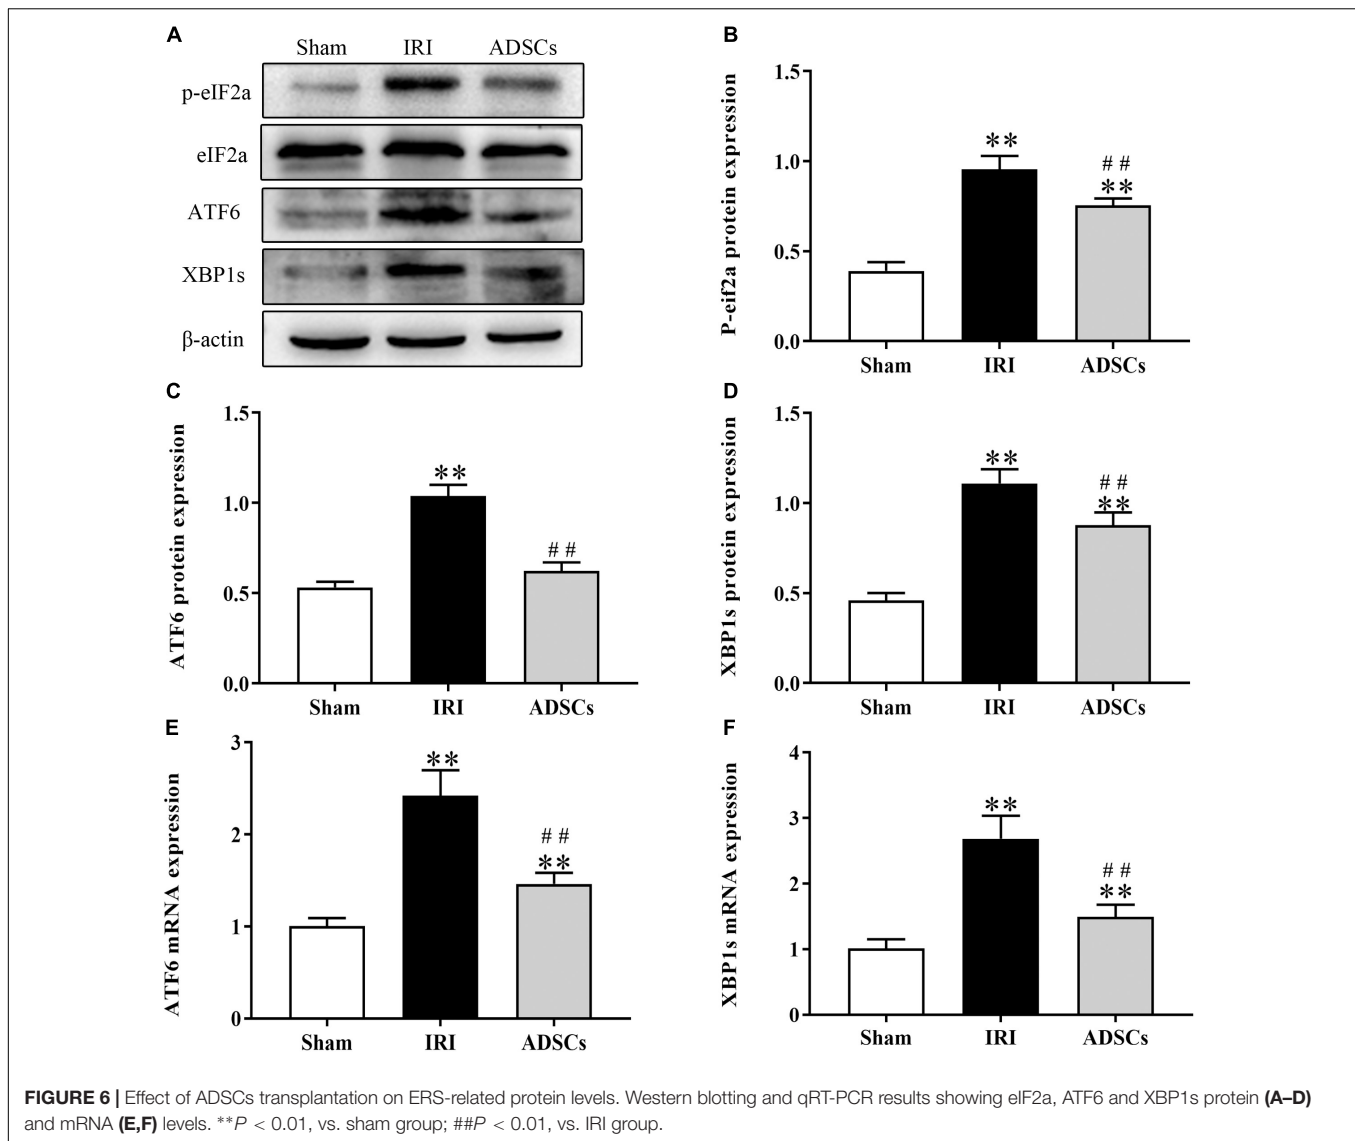 A
Sham IRI ADSCs
p-eIF2a
eIF2a
ATF6
XBP1s
β-actin
B
P-eif2a protein expression
1.5
1.0
0.5
0.0
**
##
**
Sham IRI ADSCs
C
ATF6 protein expression
1.5
1.0
0.5
0.0
**
##
Sham IRI ADSCs
D
XBP1s protein expression
1.5
1.0
0.5
0.0
**
##
**
Sham IRI ADSCs
E
ATF6 mRNA expression
3
2
1
0
**
##
**
Sham IRI ADSCs
F
XBP1s mRNA expression
4
3
2
1
0
**
##
**
Sham IRI ADSCs
FIGURE 6 | Effect of ADSCs transplantation on ERS-related protein levels. Western blotting and qRT-PCR results showing eIF2a, ATF6 and XBP1s protein (A–D)
and mRNA (E,F) levels. **P < 0.01, vs. sham group; ##P < 0.01, vs. IRI group.